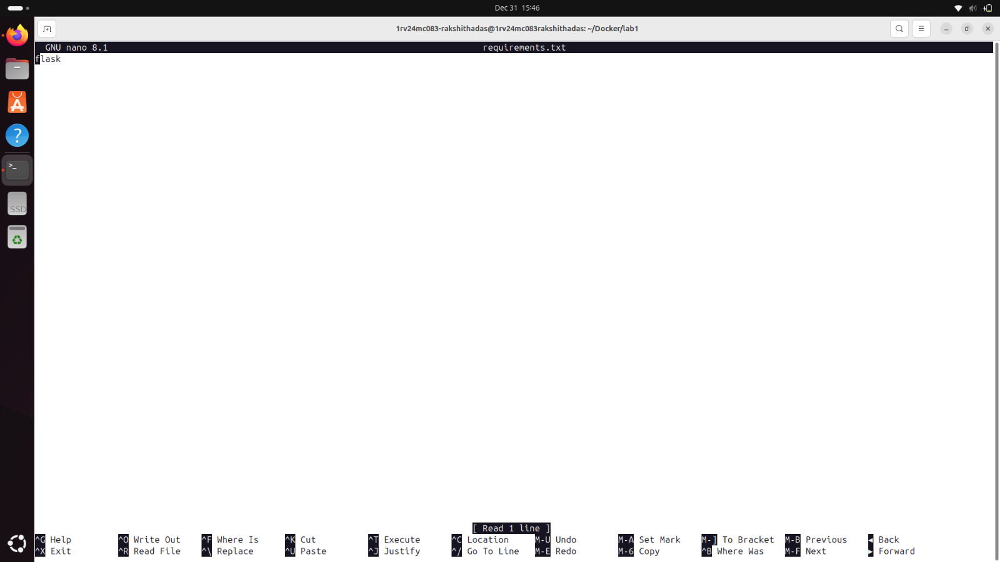 Dec 31 15:46
1rv24mc083-rakshithadas@1rv24mc083rakshithadas: ~/Docker/lab1
GNU nano 8.1 requirements.txt
flask
SSD
[ Read 1 line ]
^G Help ^O Write Out ^F Where Is ^K Cut ^T Execute ^C Location M-U Undo M-A Set Mark M-] To Bracket M-B Previous ◂ Back
^X Exit ^R Read File ^\ Replace ^U Paste ^J Justify ^/ Go To Line M-E Redo M-6 Copy ^B Where Was M-F Next ▸ Forward